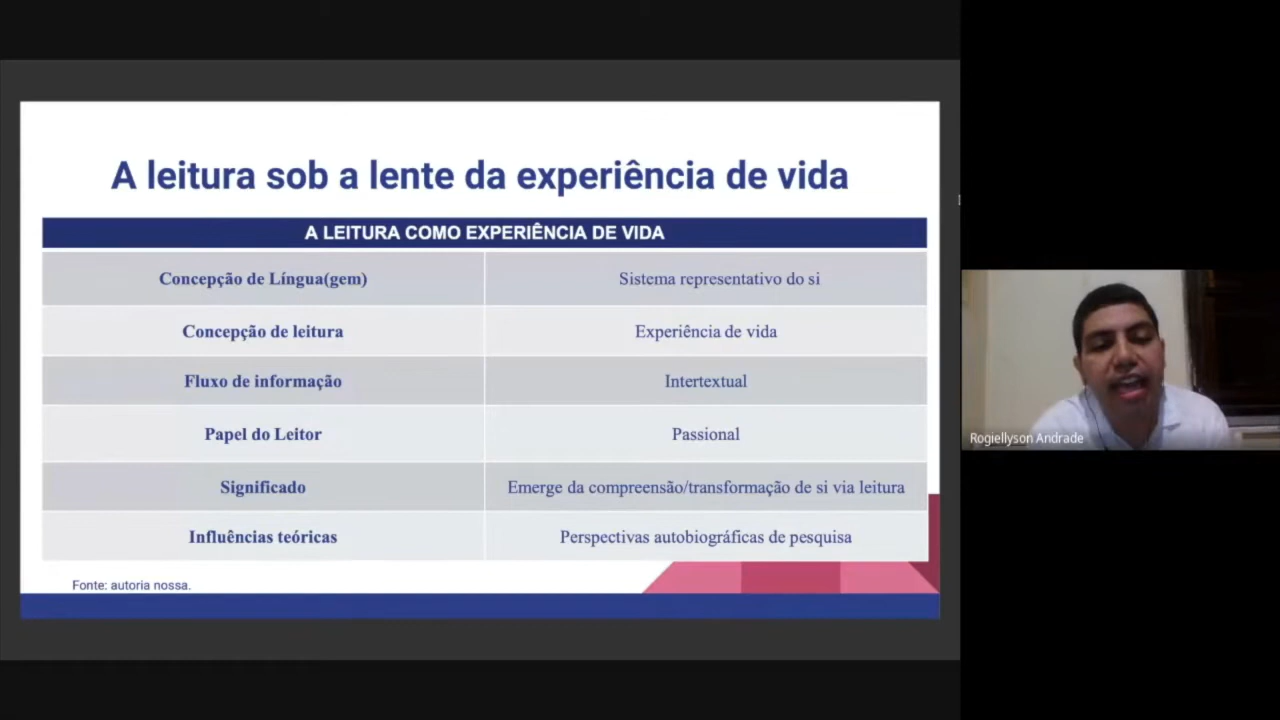 A leitura sob a lente da experiência de vida
A LEITURA COMO EXPERIÊNCIA DE VIDA
Concepção de Língua(gem) Sistema representativo do si
Concepção de leitura Experiência de vida
Fluxo de informação Intertextual
Papel do Leitor Passional
Significado Emerge da compreensão/transformação de si via leitura
Influências teóricas Perspectivas autobiográficas de pesquisa
Fonte: autoria nossa.
Rogiellyson Andrade